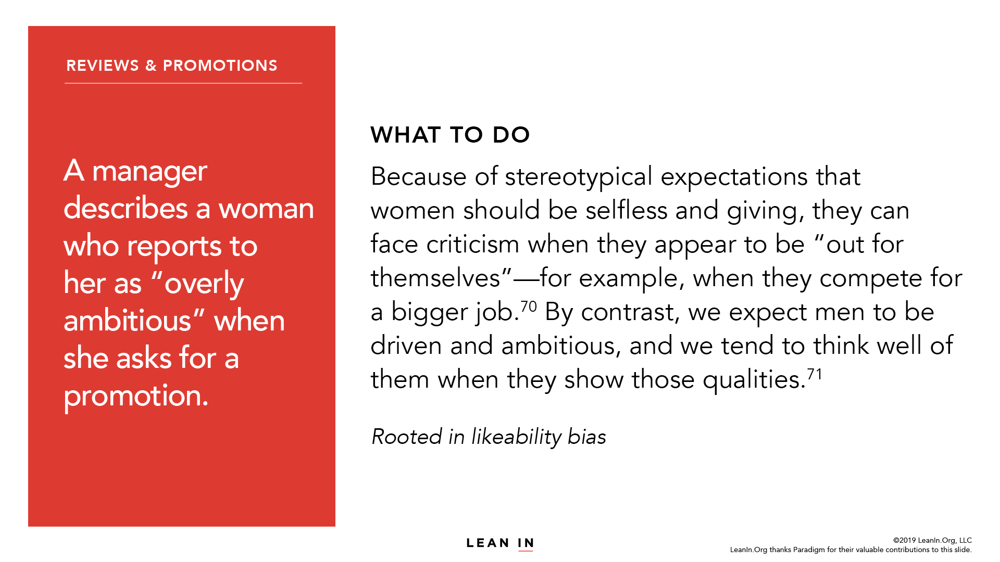 REVIEWS & PROMOTIONS
A manager
describes a woman
who reports to
her as “overly
ambitious” when
she asks for a
promotion.
WHAT TO DO
Because of stereotypical expectations that
women should be selfless and giving, they can
face criticism when they appear to be “out for
themselves”—for example, when they compete for
a bigger job.70 By contrast, we expect men to be
driven and ambitious, and we tend to think well of
them when they show those qualities.71
Rooted in likeability bias
LEAN IN
©2019 LeanIn.Org, LLC
LeanIn.Org thanks Paradigm for their valuable contributions to this slide.